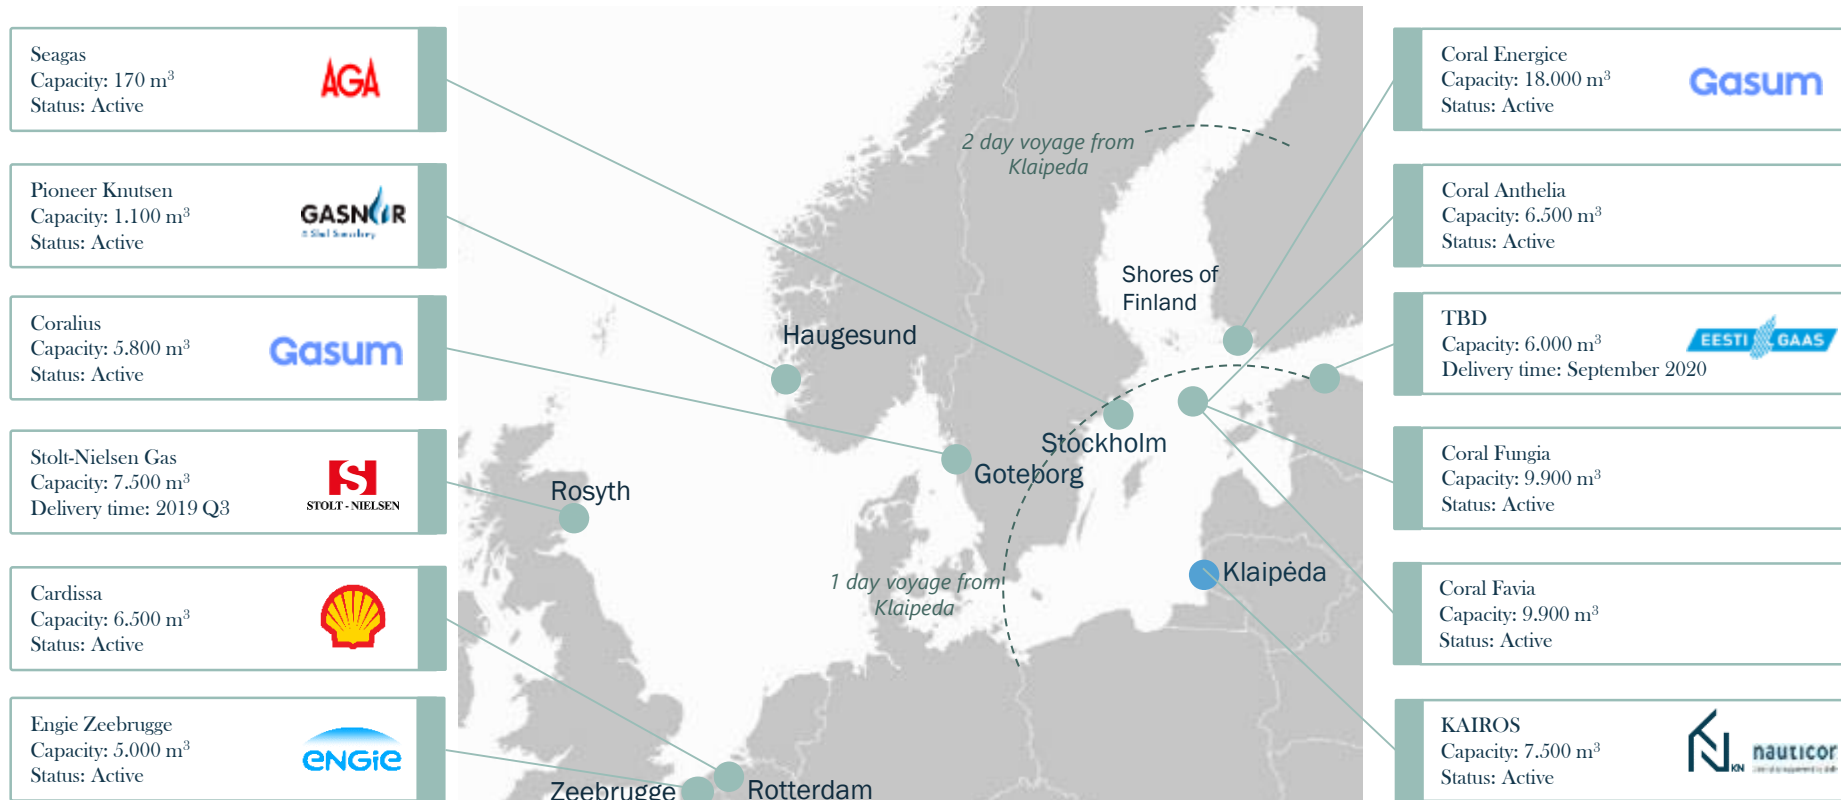 Seagas
Capacity: 170 m³
Status: Active
AGA
Pioneer Knutsen
Capacity: 1.100 m³
Status: Active
GASNOR
Coralius
Capacity: 5.800 m³
Status: Active
Gasum
Stolt-Nielsen Gas
Capacity: 7.500 m³
Delivery time: 2019 Q3
STOLT - NIELSEN
Cardissa
Capacity: 6.500 m³
Status: Active
Engie Zeebrugge
Capacity: 5.000 m³
Status: Active
ENGIE
2 day voyage from
Klaipeda
Shores of
Finland
Haugesund
Stockholm
Goteborg
Rosyth
Klaipėda
1 day voyage from
Klaipeda
Zeebrugge
Rotterdam
Coral Energice
Capacity: 18.000 m³
Status: Active
Gasum
Coral Anthelia
Capacity: 6.500 m³
Status: Active
TBD
Capacity: 6.000 m³
Delivery time: September 2020
EESTI GAAS
Coral Fungia
Capacity: 9.900 m³
Status: Active
Coral Favia
Capacity: 9.900 m³
Status: Active
KAIROS
Capacity: 7.500 m³
Status: Active
KN
nauticor